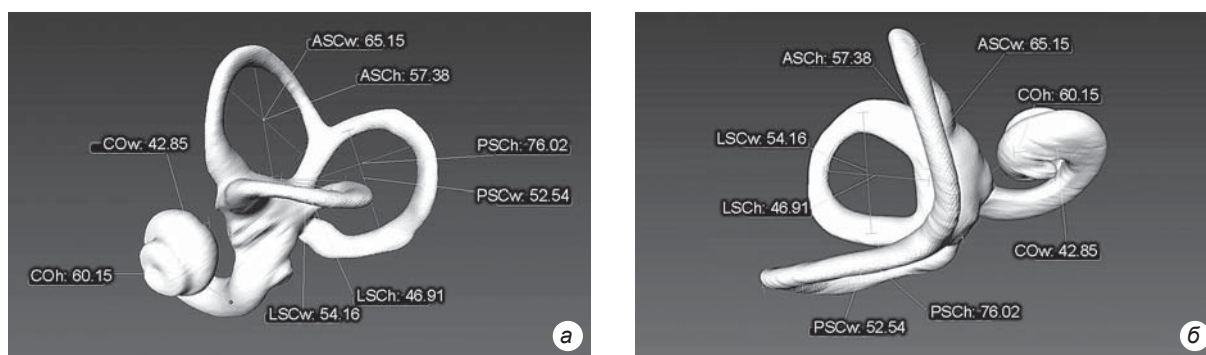 ASCw: 65.15
ASCh: 57.38
COw: 42.85
PSCh: 76.02
PSCw: 52.54
COh: 60.15
LSCh: 46.91
LSCw: 54.16
а
ASCw: 65.15
ASCh: 57.38
COh: 60.15
LSCw: 54.16
LSCh: 46.91
COw: 42.85
PSCh: 76.02
PSCw: 52.54
б